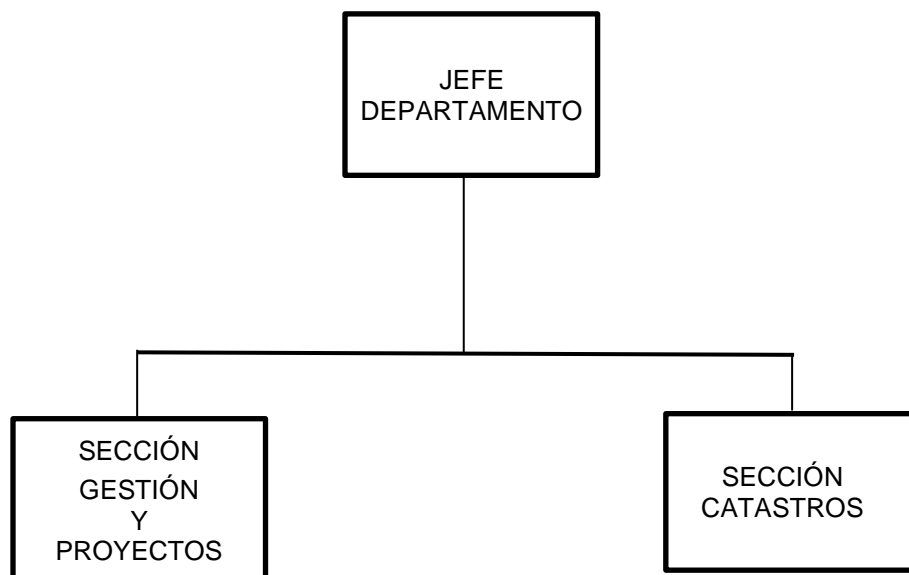 JEFE
DEPARTAMENTO
SECCIÓN
GESTIÓN
Y
PROYECTOS
SECCIÓN
CATASTROS